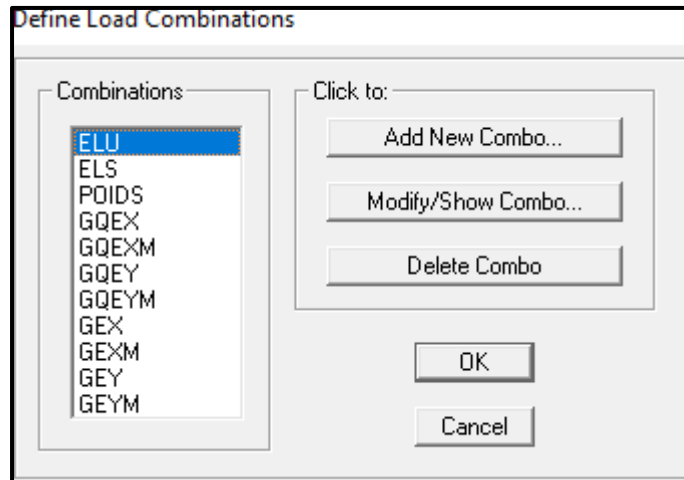 Define Load Combinations
Combinations
ELU
ELS
POIDS
GQEX
GQEXM
GQEY
GQEYM
GEX
GEXM
GEY
GEYM
Click to:
Add New Combo...
Modify/Show Combo...
Delete Combo
OK
Cancel